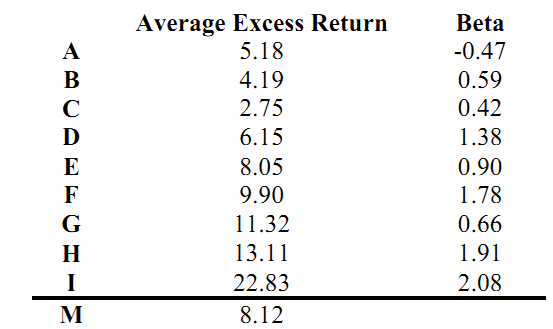 Average Excess Return Beta
A 5.18 -0.47
B 4.19 0.59
C 2.75 0.42
D 6.15 1.38
E 8.05 0.90
F 9.90 1.78
G 11.32 0.66
H 13.11 1.91
I 22.83 2.08
M 8.12